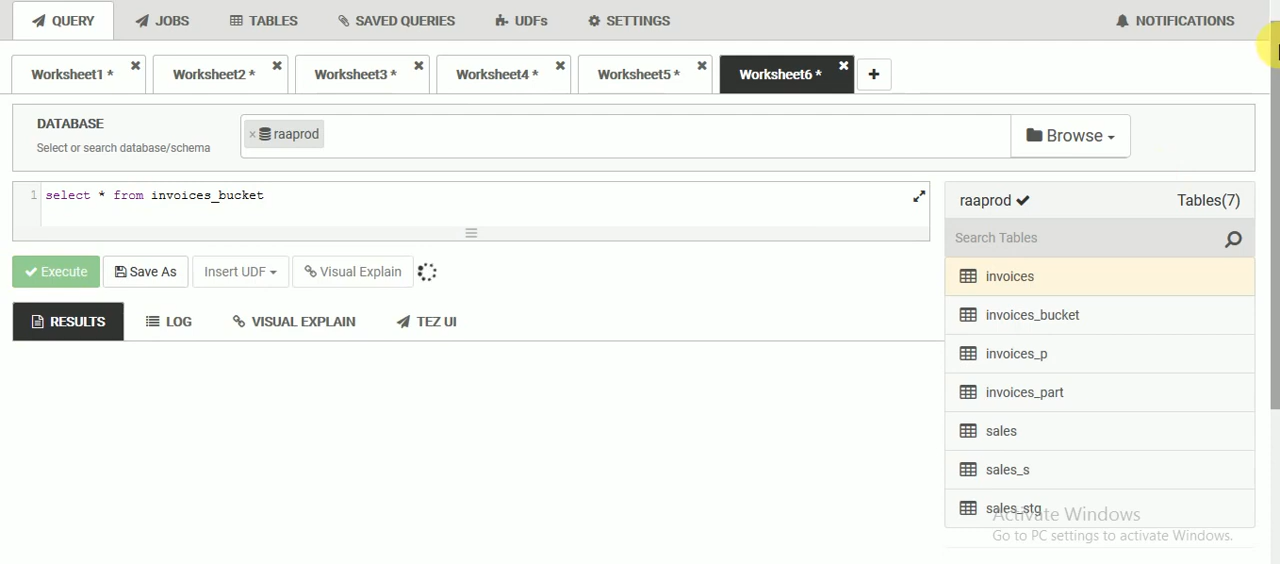 QUERY JOBS TABLES SAVED QUERIES UDFs SETTINGS NOTIFICATIONS
Worksheet1 * Worksheet2 * Worksheet3 * Worksheet4 * Worksheet5 * Worksheet6 *
DATABASE
Select or search database/schema
raaprod
Browse
1 select * from invoices_bucket
raaprod Tables(7)
Search Tables
Execute Save As Insert UDF Visual Explain
RESULTS LOG VISUAL EXPLAIN TEZ UI
invoices
invoices_bucket
invoices_p
invoices_part
sales
sales_s
sales_stg
Activate Windows
Go to PC settings to activate Windows.